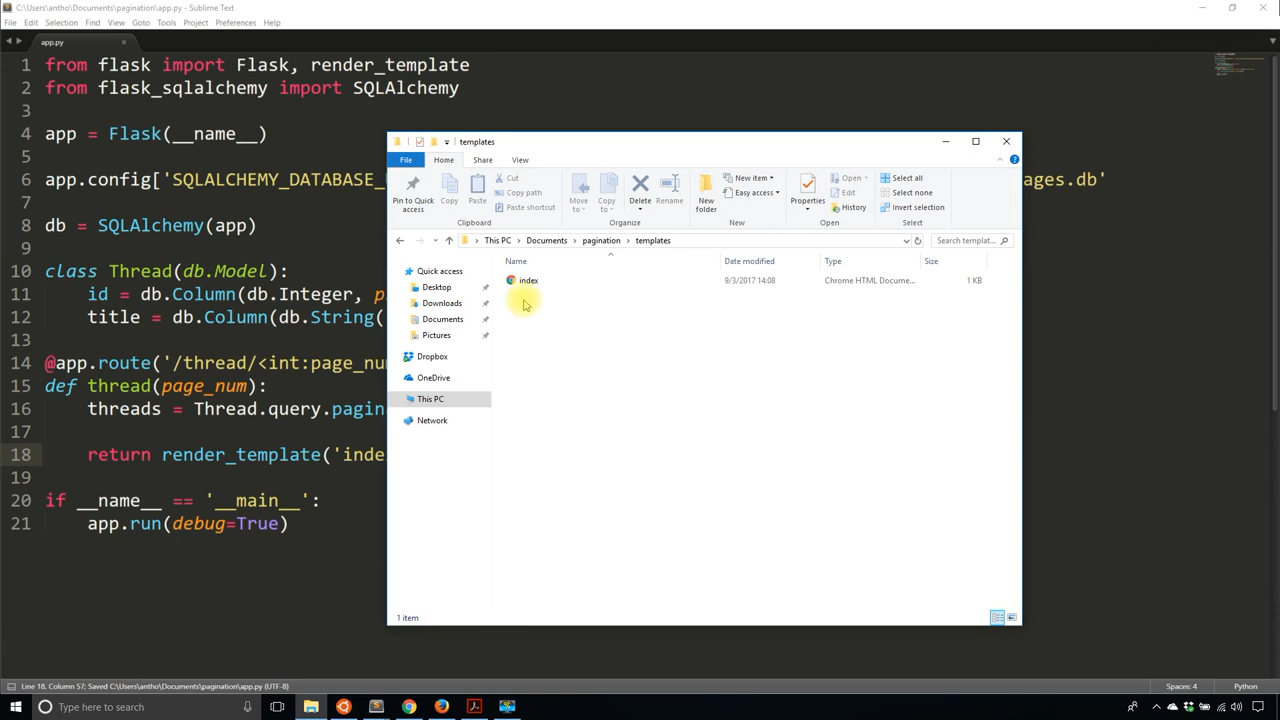 C:\Users\antho\Documents\pagination\app.py - Sublime Text
File Edit Selection Find View Goto Tools Project Preferences Help
app.py
1 from flask import Flask, render_template
2 from flask_sqlalchemy import SQLAlchemy
3
4 app = Flask(__name__)
5
6 app.config['SQLALCHEMY_DATABASE_ ages.db'
7
8 db = SQLAlchemy(app)
9
10 class Thread(db.Model):
11 id = db.Column(db.Integer, p
12 title = db.Column(db.String(
13
14 @app.route('/thread/<int:page_nu
15 def thread(page_num):
16 threads = Thread.query.pagin
17
18 return render_template('inde
19
20 if __name__ == '__main__':
21 app.run(debug=True)
templates
File Home Share View
Pin to Quick access
Copy
Paste
Cut
Copy path
Paste shortcut
Clipboard
Move to
Copy to
Delete
Rename
Organize
New folder
New item
Easy access
New
Properties
Open
Edit
History
Open
Select all
Select none
Invert selection
Select
This PC > Documents > pagination > templates
Search templat...
Quick access
Desktop
Downloads
Documents
Pictures
Dropbox
OneDrive
This PC
Network
Name Date modified Type Size
index 9/3/2017 14:08 Chrome HTML Docume... 1 KB
1 item
Line 18, Column 57; Saved C:\Users\antho\Documents\pagination\app.py (UTF-8) Spaces: 4 Python
Type here to search